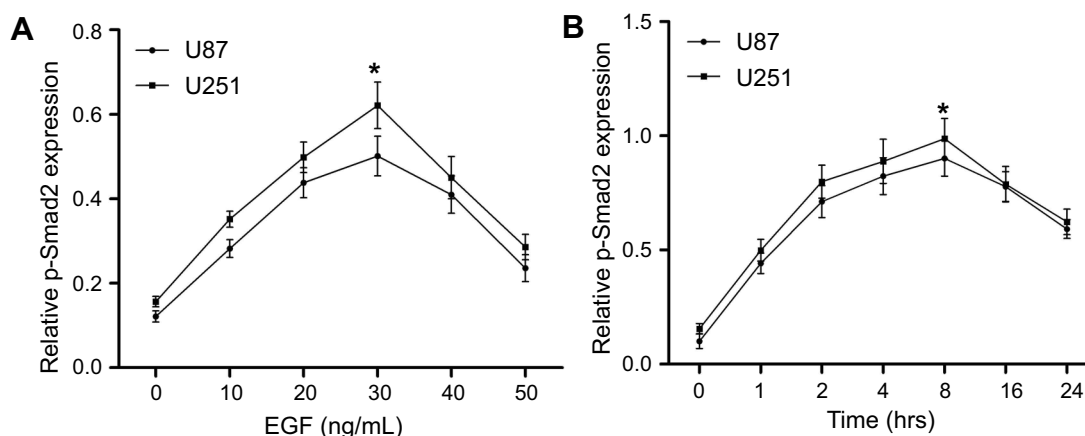 A
U87
U251
*
Relative p-Smad2 expression
0.8
0.6
0.4
0.2
0.0
0 10 20 30 40 50
EGF (ng/mL)
B
U87
U251
*
Relative p-Smad2 expression
1.5
1.0
0.5
0.0
0 1 2 4 8 16 24
Time (hrs)